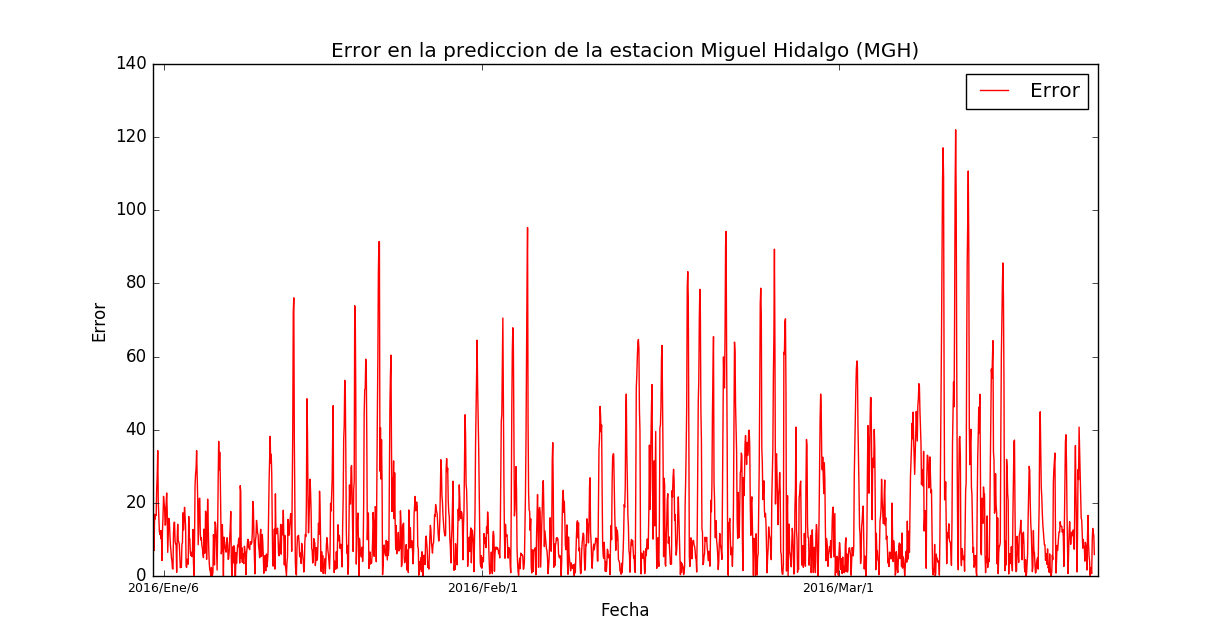 Error en la prediccion de la estacion Miguel Hidalgo (MGH)
140
120
100
80
60
40
20
0
Error
Error
2016/Ene/6
2016/Feb/1
2016/Mar/1
Fecha